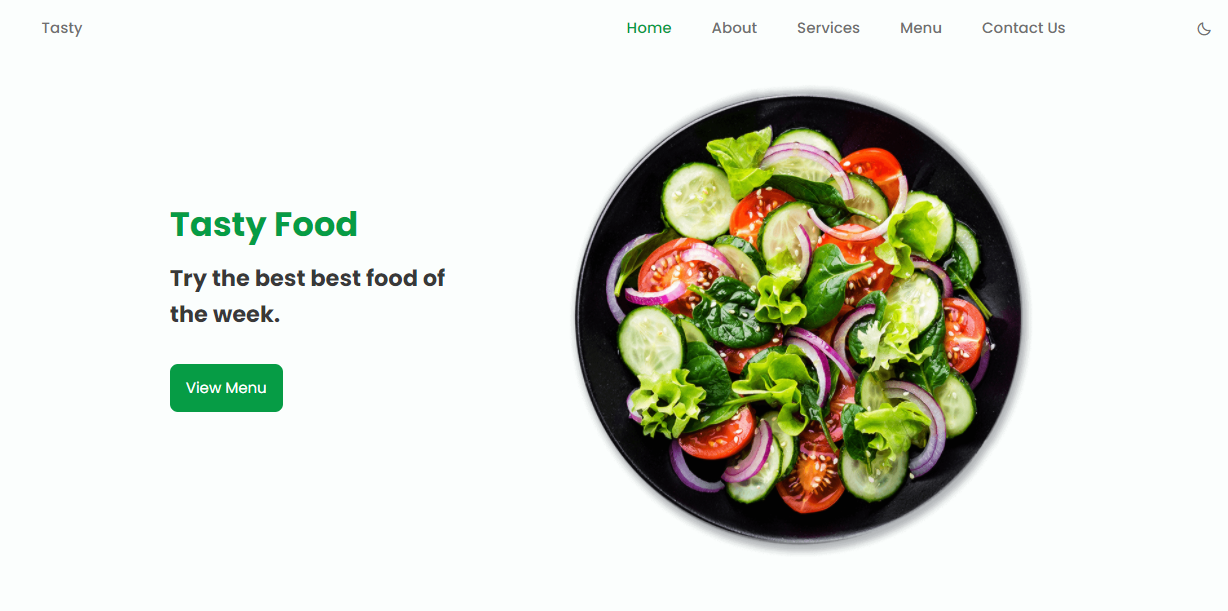 Tasty
Home About Services Menu Contact Us
Tasty Food
Try the best best food of
the week.
View Menu